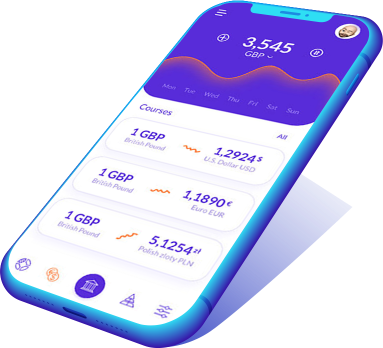 3,545
GBP
Mon Tue Wed Thu Fri Sat Sun
Courses All
1 GBP 1.2924 $
British Pound U.S. Dollar USD
1 GBP 1,1890 €
British Pound Euro EUR
1 GBP 5,1254 zł
British Pound Polish zloty PLN